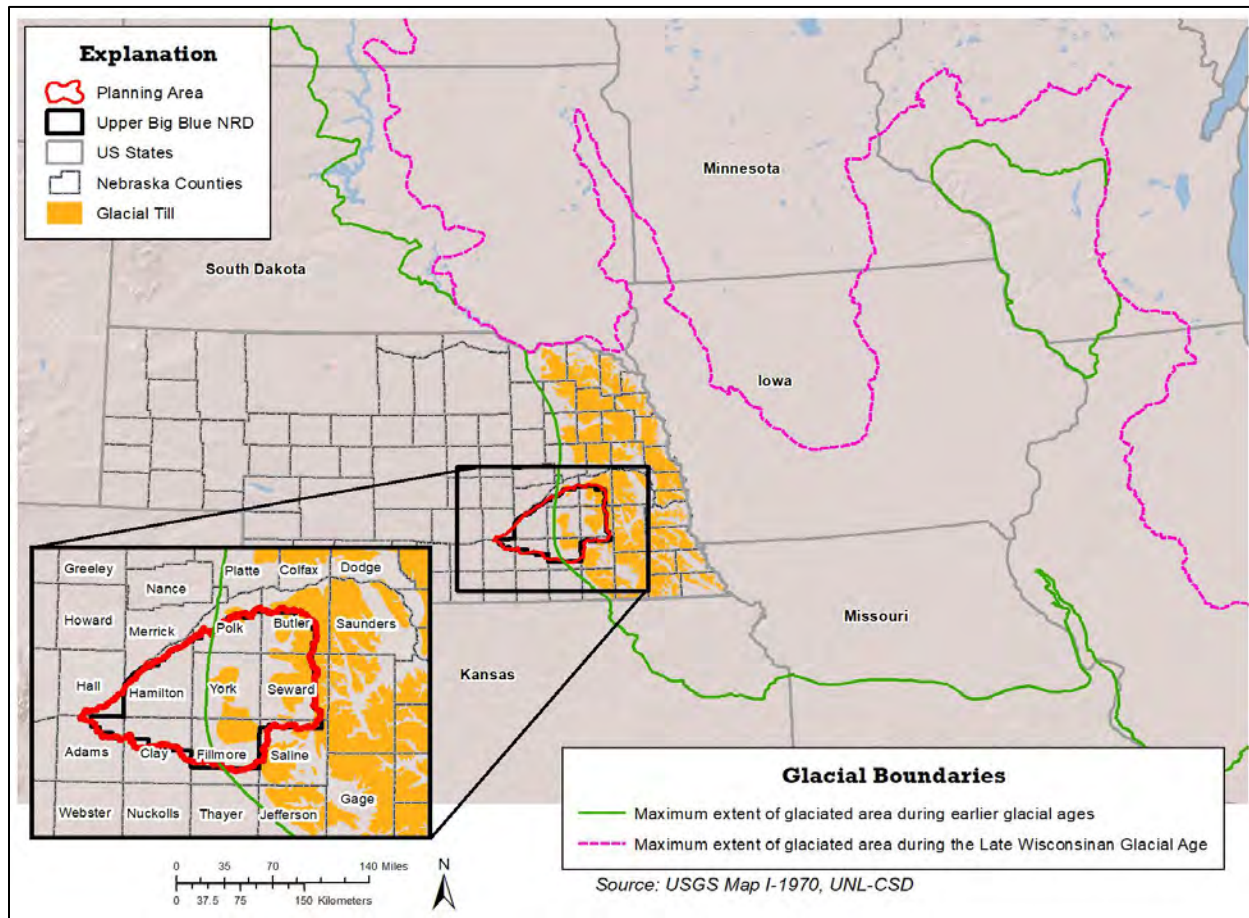 Explanation
Planning Area
Upper Big Blue NRD
US States
Nebraska Counties
Glacial Till
Minnesota
South Dakota
Iowa
Missouri
Kansas
Greeley
Platte
Colfax
Dodge
Nance
Howard
Merrick
Polk
Butler
Saunders
Hall
Hamilton
York
Seward
Adams
Clay
Fillmore
Saline
Gage
Webster
Nuckolls
Thayer
Jefferson
Glacial Boundaries
Maximum extent of glaciated area during earlier glacial ages
Maximum extent of glaciated area during the Late Wisconsinan Glacial Age
0 35 70 140 Miles
0 37.5 75 150 Kilometers
N
Source: USGS Map I-1970, UNL-CSD